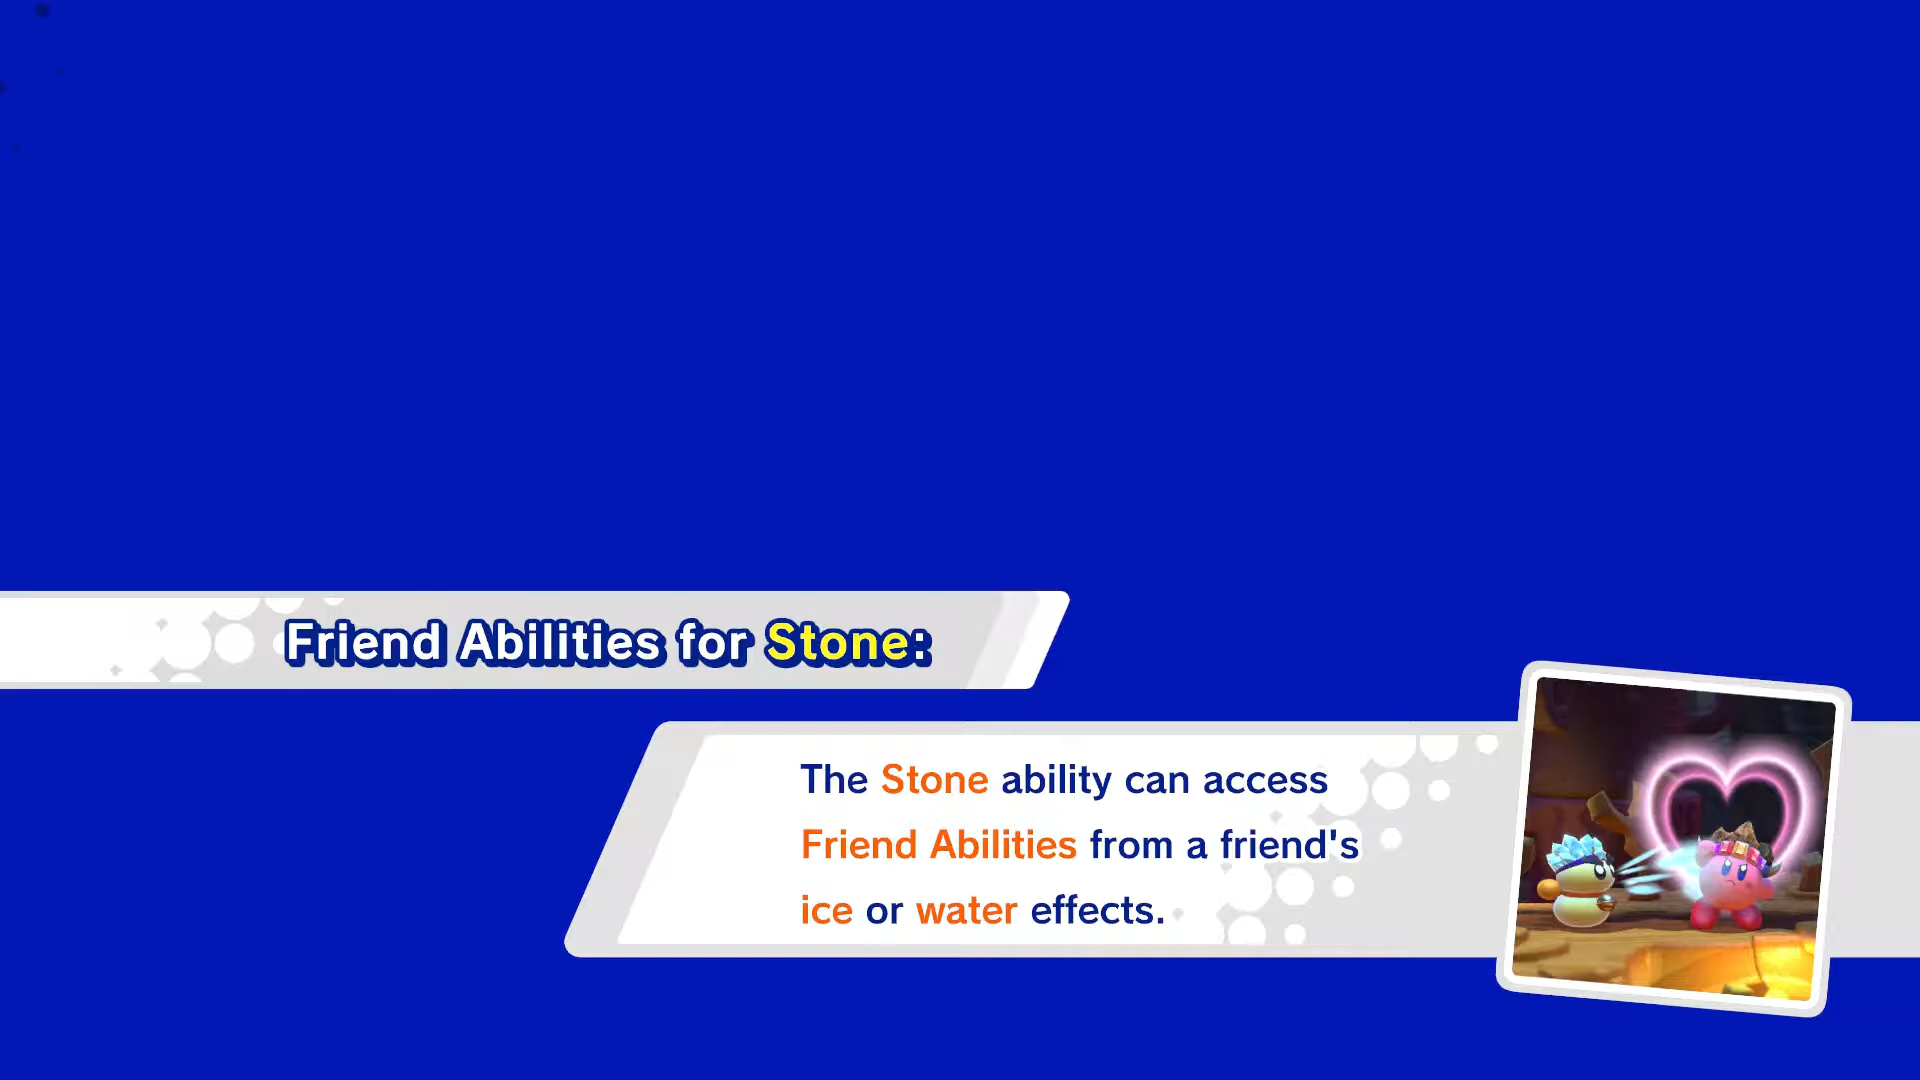 Friend Abilities for Stone:
The Stone ability can access
Friend Abilities from a friend's
ice or water effects.